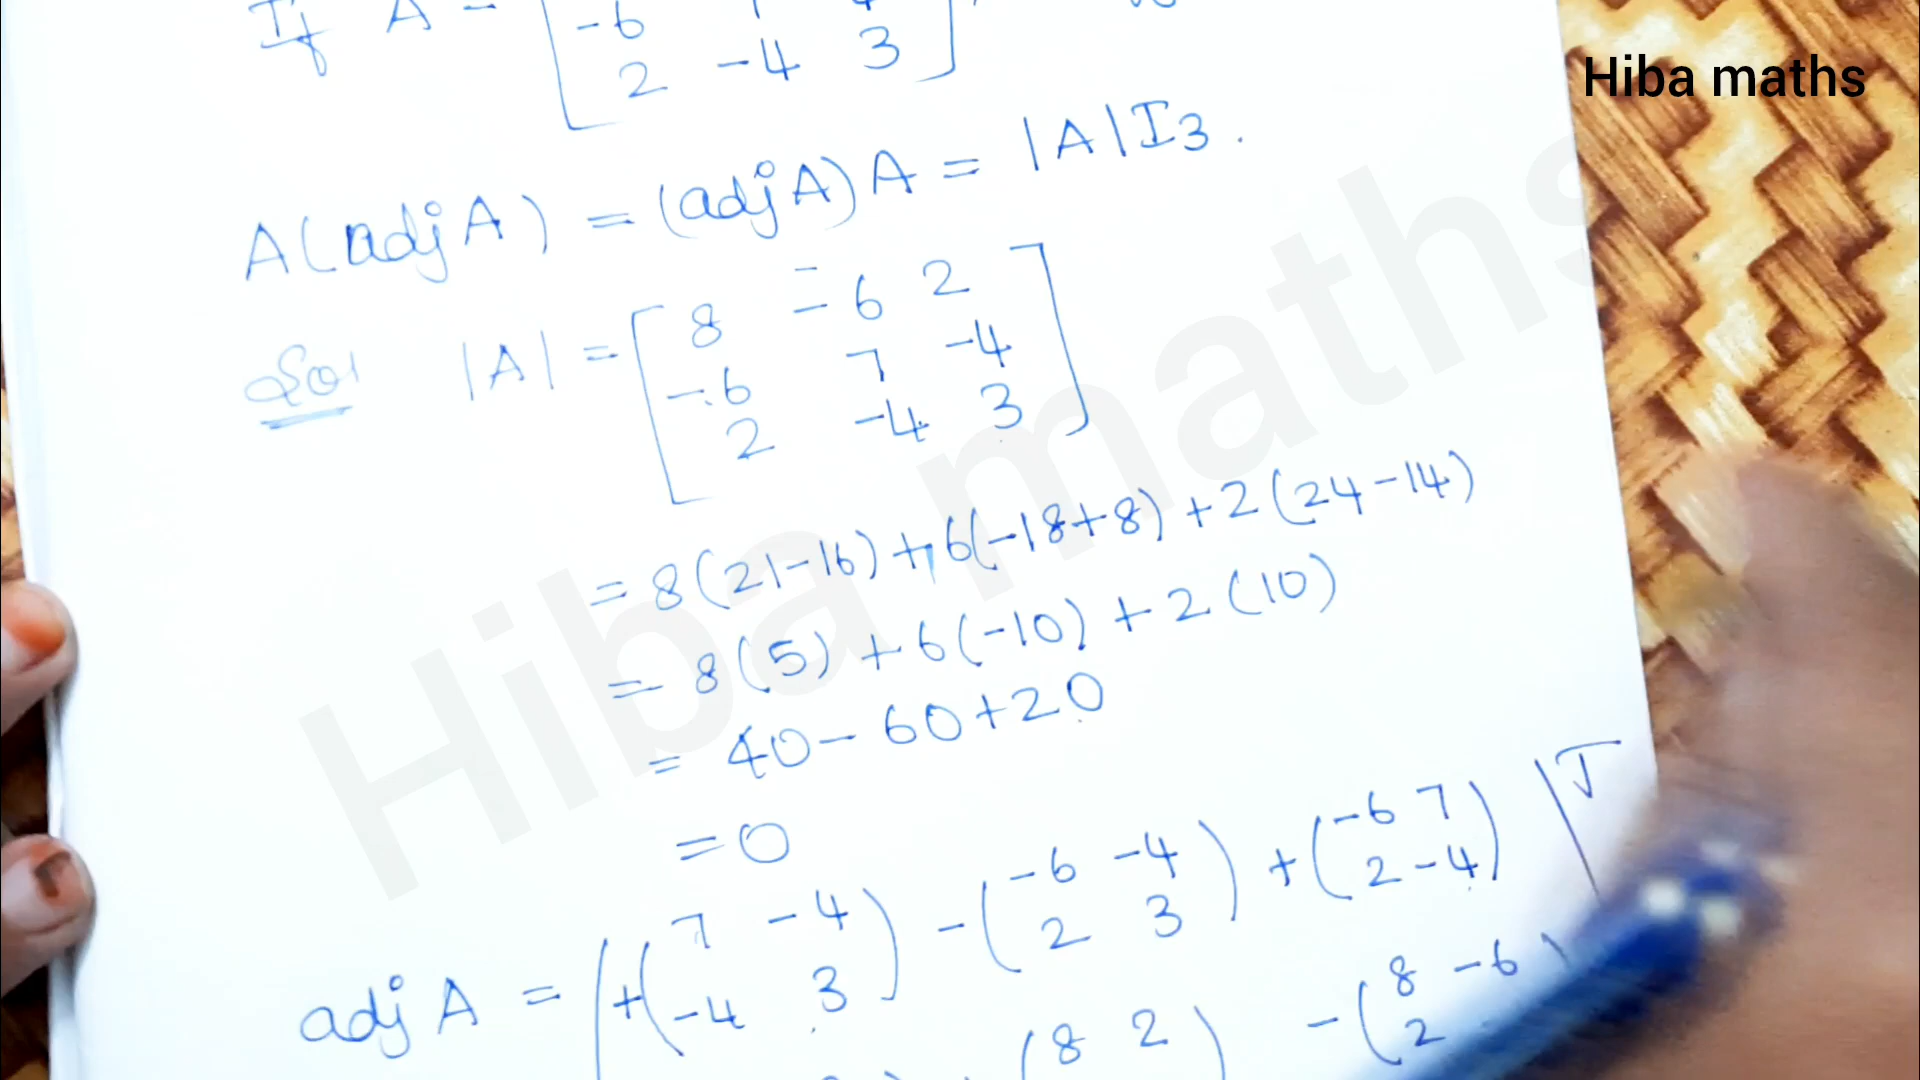 If A = [-6
2 -4 3]
Hiba maths
A(adj A) = (adj A)A = |A|I3.
Sol |A| = [8 -6 2
-6 7 -4
2 -4 3]
= 8(21-16) + 6(-18+8) + 2(24-14)
= 8(5) + 6(-10) + 2(10)
= 40 - 60 + 20
= 0
adj A = (+(7 -4 -(-6 -4 +(-6 7 T
-4 3) 2 3) 2 -4)
(8 2) -(8 -6)
2
Hiba maths